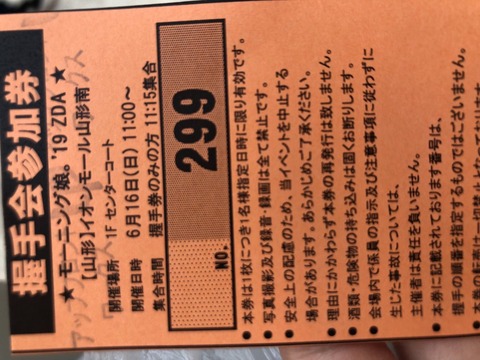 握手会参加券
★ モーニング娘。'19 ZDA ★
[山形]イオンモール山形南
開催場所 1F センターコート
開催日時 6月16日(日) 11:00～
集合時間 握手券のみの方 11:15集合
NO. 299
● 本券は1枚につき1名様指定日時に限り有効です。
● 写真撮影及び録音・録画は全て禁止です。
● 安全上の配慮のため、当イベントを中止する
場合があります。あらかじめご了承ください。
● 理由にかかわらず本券の再発行は致しません。
● 酒類・危険物の持ち込みは固くお断りします。
● 会場内で係員の指示及び注意事項に従わずに
生じた事故については、
主催者は責任を負いません。
● 本券に記載されております番号は、
握手の順番を指定するものではございません。